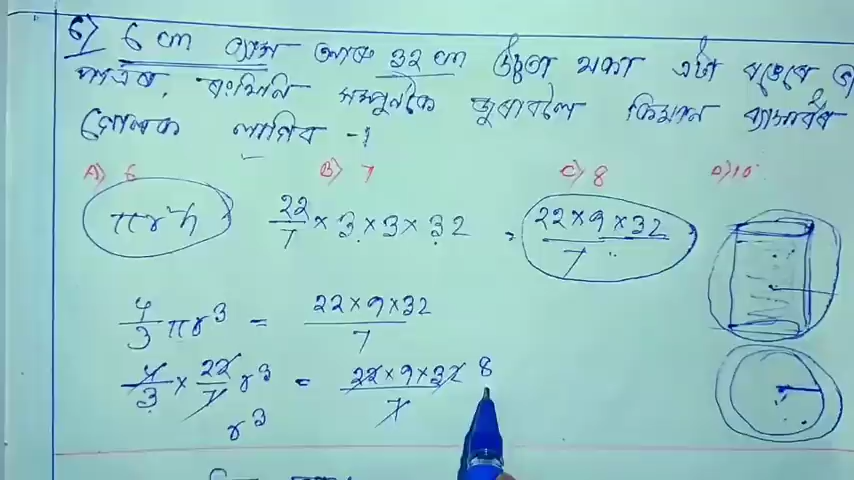 6) 6 cm ব্যাস আৰু 32 cm উচ্চতা থকা এটা
পাত্ৰৰ, সম্পূৰ্ণকৈ বুৰাবলৈ কিমান ব্যাসাৰ্ধৰ
গোলক লাগিব -।
A) 6 B) 7 C) 8 D) 10
πr²h 22/7 × 3 × 3 × 32 = 22×9×32/7
4/3 πr³ = 22×9×32/7
4/3 × 22/7 r³ = 22×9×32/7 8
r³